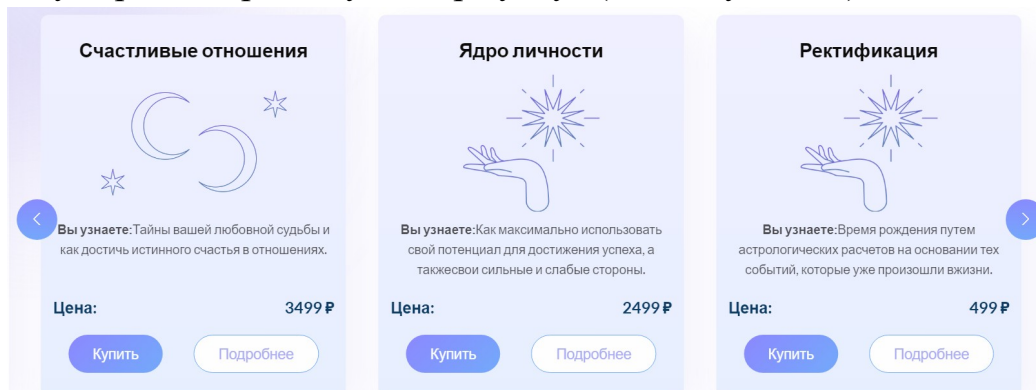 Счастливые отношения
Вы узнаете:Тайны вашей любовной судьбы и
как достичь истинного счастья в отношениях.
Цена: 3499 ₽
Купить Подробнее
Ядро личности
Вы узнаете:Как максимально использовать
свой потенциал для достижения успеха, а
такжесвои сильные и слабые стороны.
Цена: 2499 ₽
Купить Подробнее
Ректификация
Вы узнаете:Время рождения путем
астрологических расчетов на основании тех
событий, которые уже произошли вжизни.
Цена: 499 ₽
Купить Подробнее